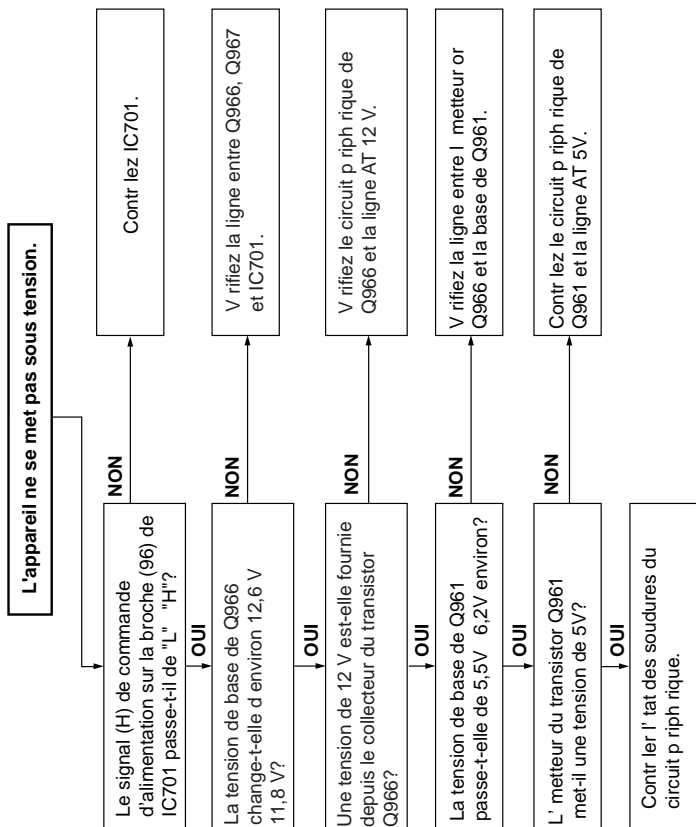 L'appareil ne se met pas sous tension.
Le signal (H) de commande
d'alimentation sur la broche (96) de
IC701 passe-t-il de "L" "H"?
NON
Contr lez IC701.
OUI
La tension de base de Q966
change-t-elle d environ 12,6 V
11,8 V?
NON
V rifiez la ligne entre Q966, Q967
et IC701.
OUI
Une tension de 12 V est-elle fournie
depuis le collecteur du transistor
Q966?
NON
V rifiez le circuit p riph rique de
Q966 et la ligne AT 12 V.
OUI
La tension de base de Q961
passe-t-elle de 5,5V 6,2V environ?
NON
V rifiez la ligne entre l metteur or
Q966 et la base de Q961.
OUI
L' metteur du transistor Q961
met-il une tension de 5V?
NON
Contr lez le circuit p riph rique de
Q961 et la ligne AT 5V.
OUI
Contr ler l' tat des soudures du
circuit p riph rique.